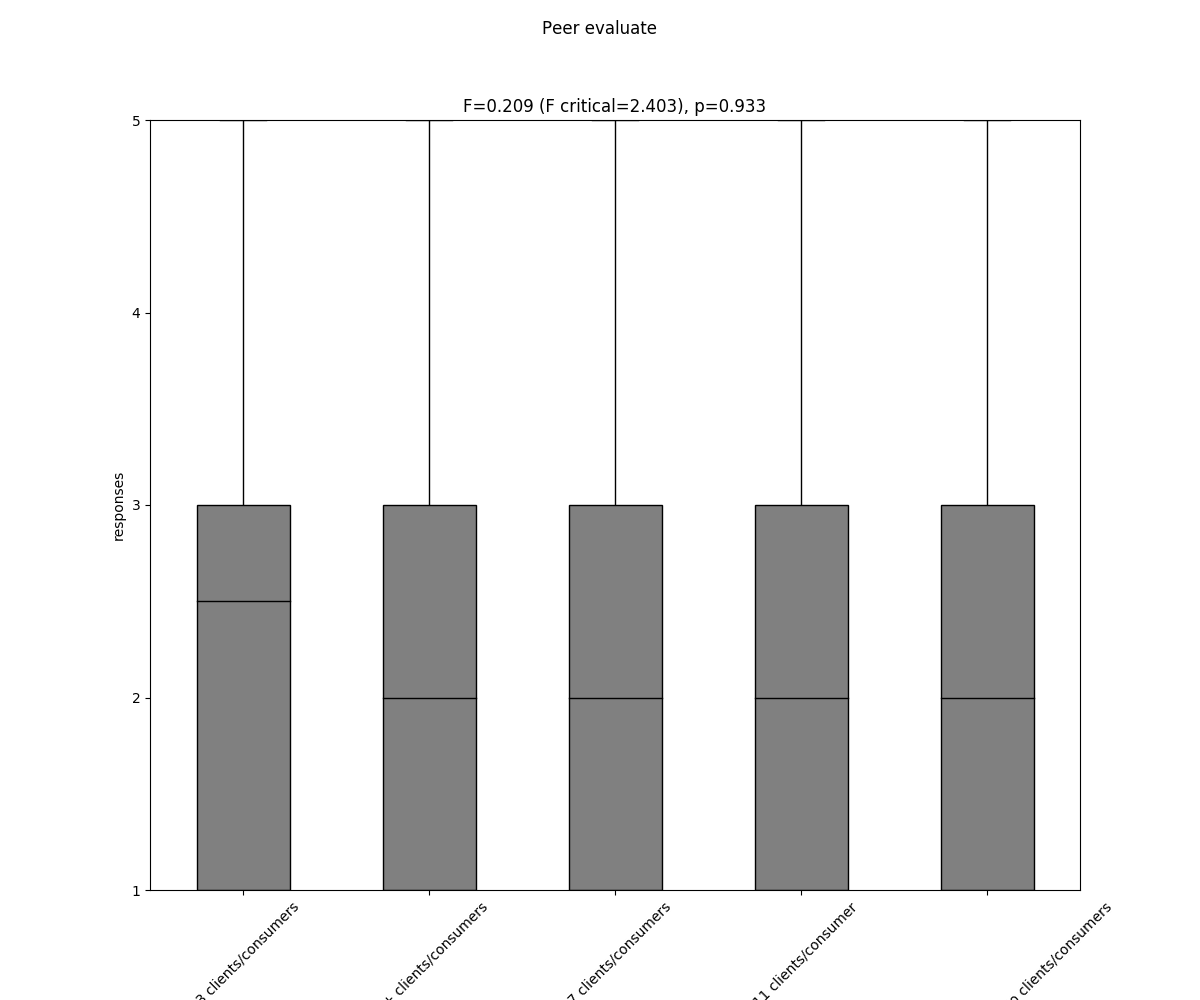 Peer evaluate
F=0.209 (F critical=2.403), p=0.933
5
4
3
2
1
responses
3 clients/consumers
clients/consumers
7 clients/consumers
11 clients/consumer
clients/consumers